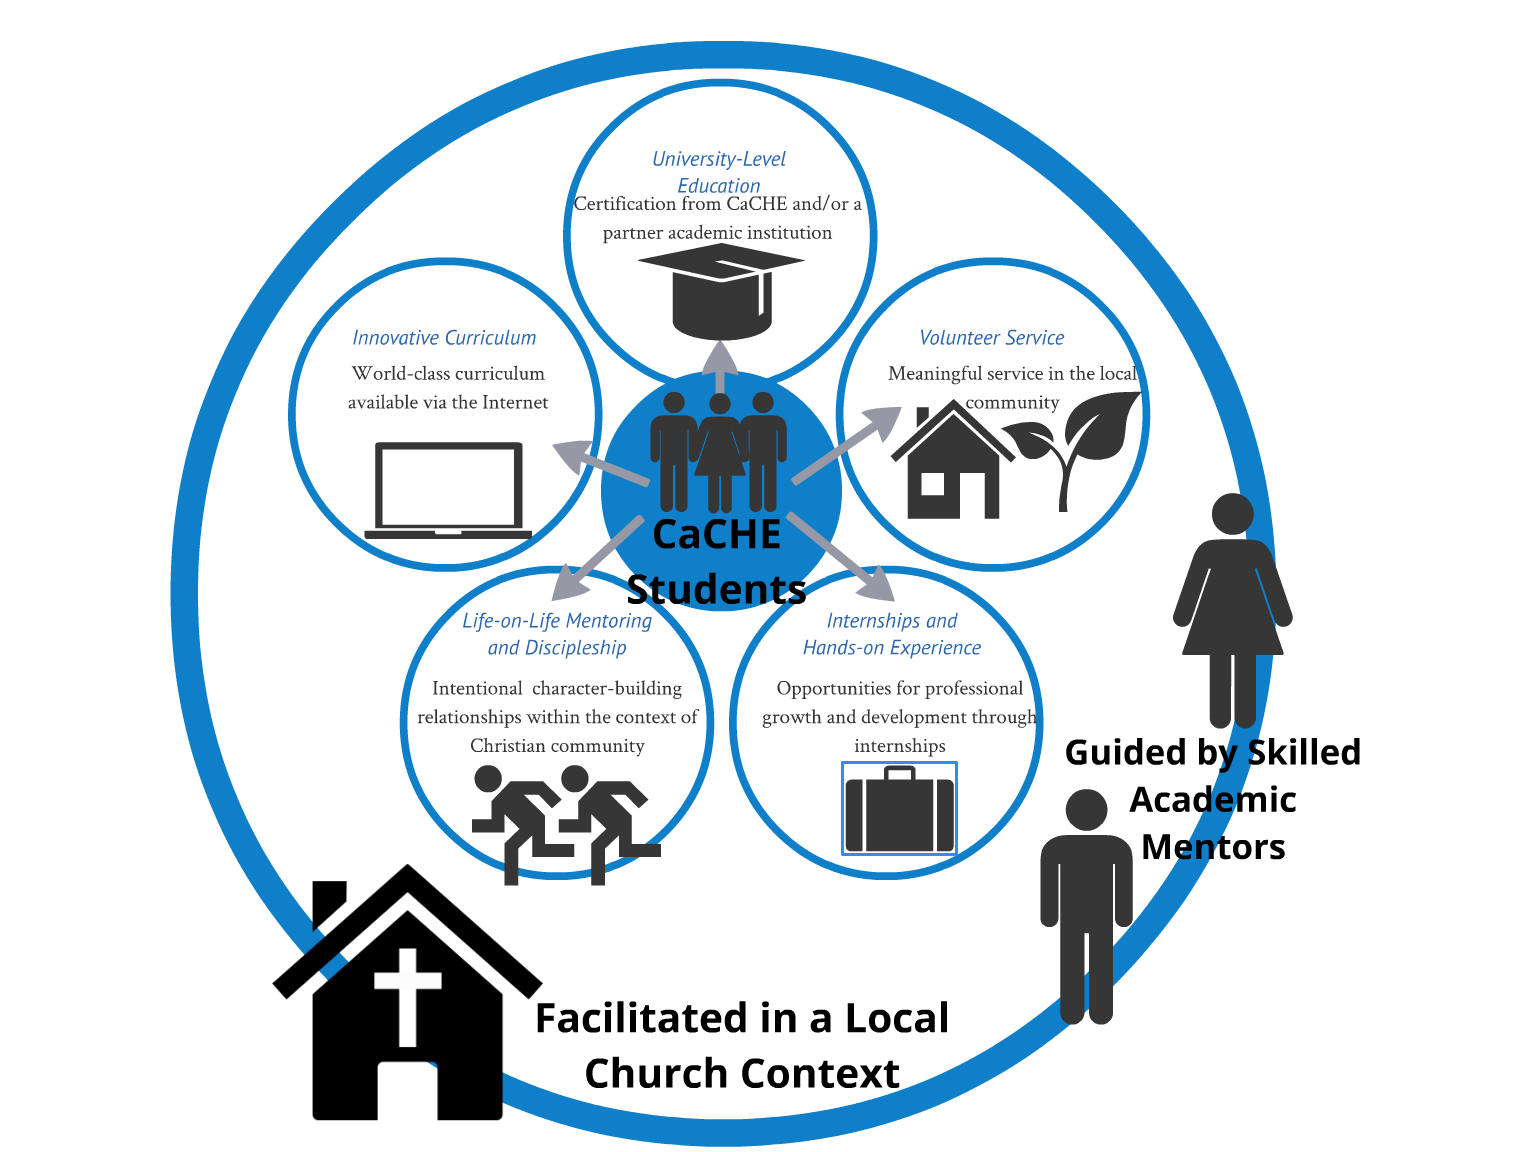 University-Level
Education
Certification from CaCHE and/or a
partner academic institution
Innovative Curriculum
World-class curriculum
available via the Internet
Volunteer Service
Meaningful service in the local
community
CaCHE
Students
Life-on-Life Mentoring
and Discipleship
Intentional  character-building
relationships within the context of
Christian community
Internships and
Hands-on Experience
Opportunities for professional
growth and development through
internships
Guided by Skilled
Academic
Mentors
Facilitated in a Local
Church Context